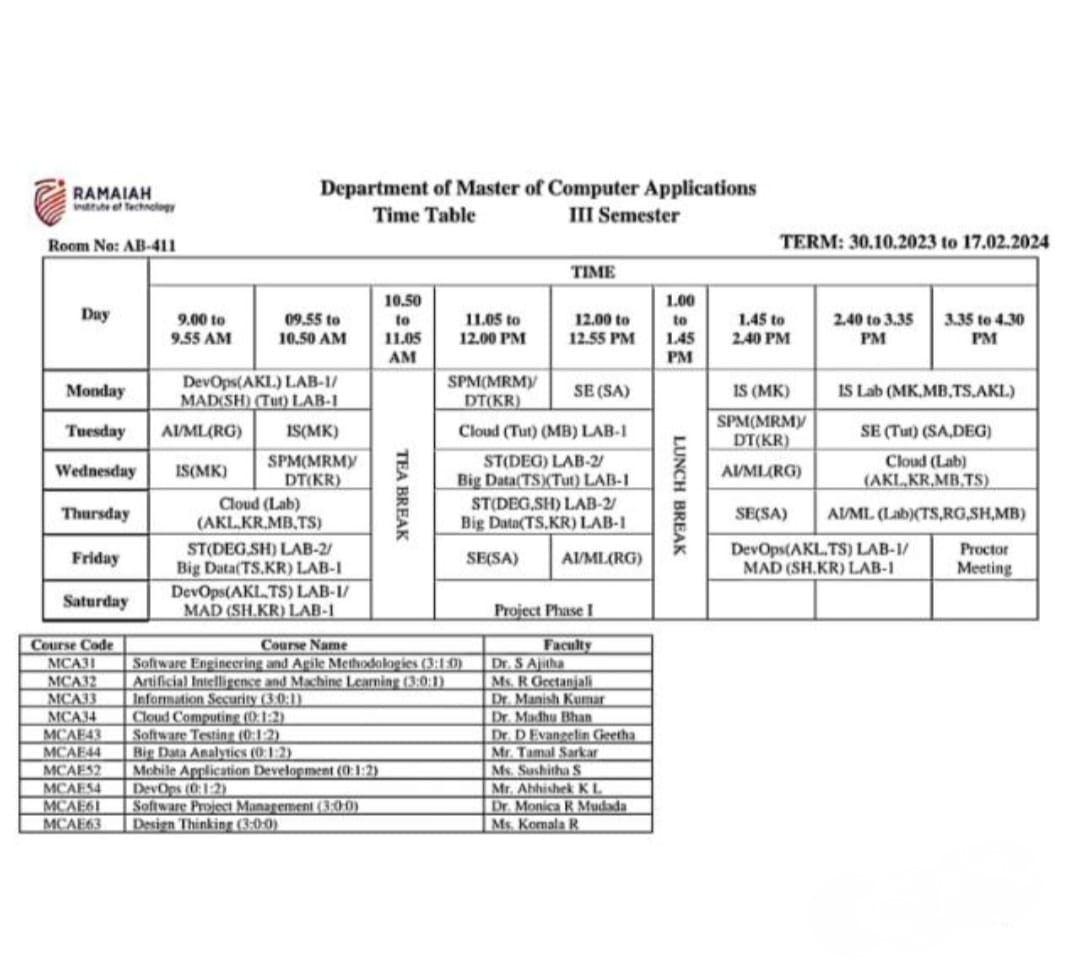 RAMAIAH
Institute of Technology
Department of Master of Computer Applications
Time Table III Semester
Room No: AB-411
TERM: 30.10.2023 to 17.02.2024
Day
TIME
9.00 to
9.55 AM
09.55 to
10.50 AM
10.50
to
11.05
AM
11.05 to
12.00 PM
12.00 to
12.55 PM
1.00
to
1.45
PM
1.45 to
2.40 PM
2.40 to 3.35
PM
3.35 to 4.30
PM
Monday
DevOps(AKL) LAB-1/
MAD(SH) (Tut) LAB-1
TEA BREAK
SPM(MRM)/
DT(KR)
SE (SA)
LUNCH BREAK
IS (MK)
IS Lab (MK,MB,TS,AKL)
Tuesday
AI/ML(RG)
IS(MK)
Cloud (Tut) (MB) LAB-1
SPM(MRM)/
DT(KR)
SE (Tut) (SA,DEG)
Wednesday
IS(MK)
SPM(MRM)/
DT(KR)
ST(DEG) LAB-2/
Big Data(TS)(Tut) LAB-1
AI/ML(RG)
Cloud (Lab)
(AKL,KR,MB,TS)
Thursday
Cloud (Lab)
(AKL,KR,MB,TS)
ST(DEG,SH) LAB-2/
Big Data(TS,KR) LAB-1
SE(SA)
AI/ML (Lab)(TS,RG,SH,MB)
Friday
ST(DEG,SH) LAB-2/
Big Data(TS,KR) LAB-1
SE(SA)
AI/ML(RG)
DevOps(AKL,TS) LAB-1/
MAD (SH,KR) LAB-1
Proctor
Meeting
Saturday
DevOps(AKL,TS) LAB-1/
MAD (SH,KR) LAB-1
Project Phase I
Course Code Course Name Faculty
MCA31 Software Engineering and Agile Methodologies (3:1:0) Dr. S Ajitha
MCA32 Artificial Intelligence and Machine Learning (3:0:1) Ms. R Geetanjali
MCA33 Information Security (3:0:1) Dr. Manish Kumar
MCA34 Cloud Computing (0:1:2) Dr. Madhu Bhan
MCAE43 Software Testing (0:1:2) Dr. D Evangelin Geetha
MCAE44 Big Data Analytics (0:1:2) Mr. Tamal Sarkar
MCAE52 Mobile Application Development (0:1:2) Ms. Sushitha S
MCAE54 DevOps (0:1:2) Mr. Abhishek K L
MCAE61 Software Project Management (3:0:0) Dr. Monica R Mudada
MCAE63 Design Thinking (3:0:0) Ms. Komala R